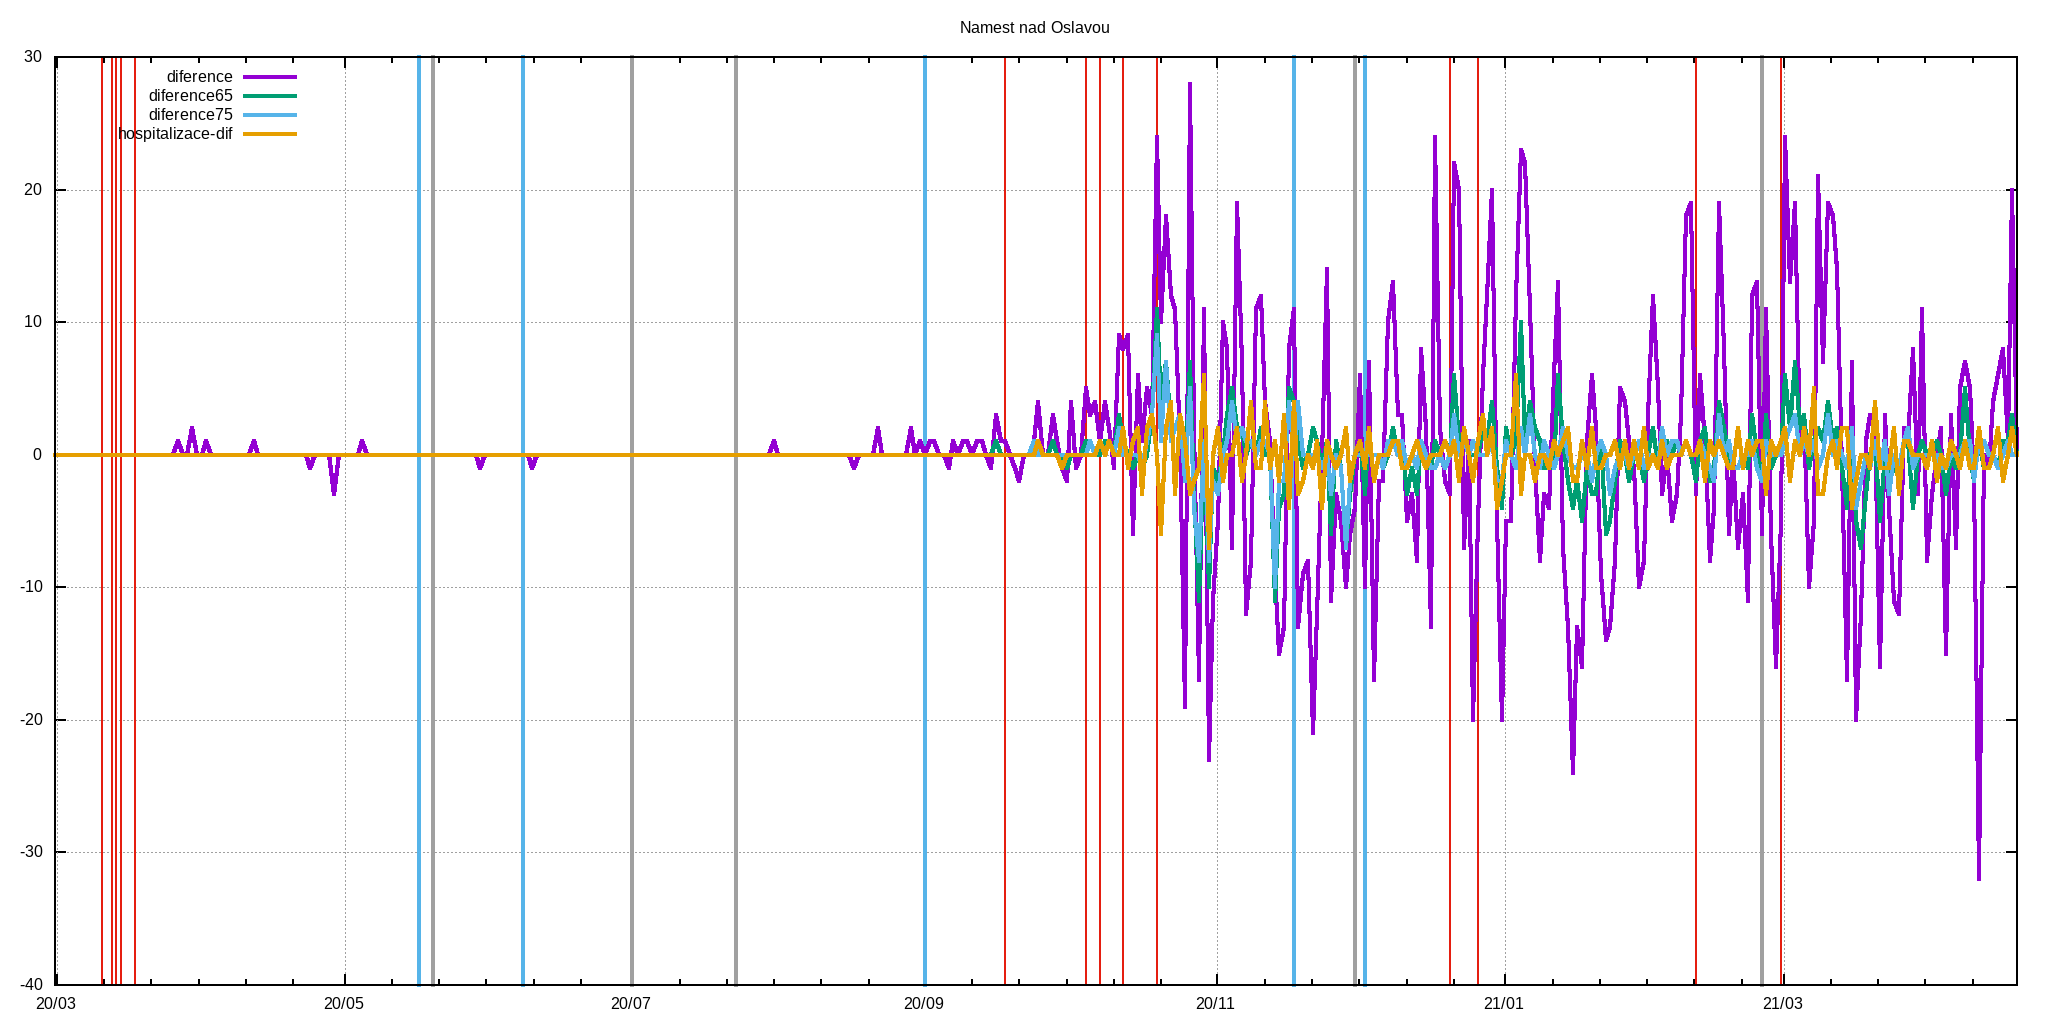 Namest nad Oslavou
30
20
10
0
-10
-20
-30
-40
diference
diference65
diference75
hospitalizace-dif
20/03 20/05 20/07 20/09 20/11 21/01 21/03